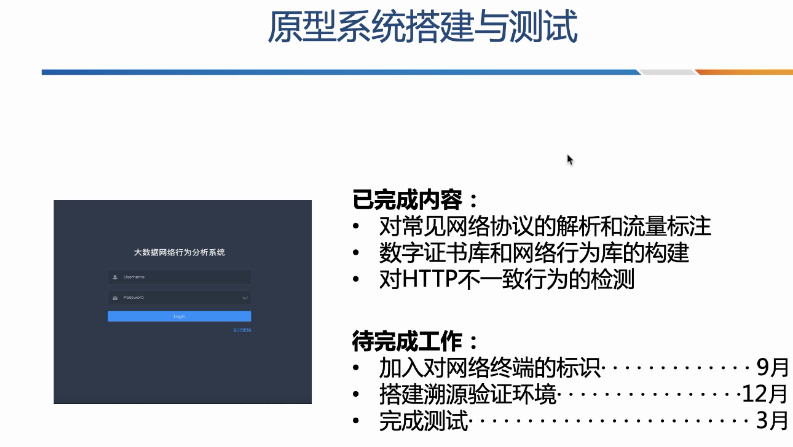 原型系统搭建与测试
已完成内容：
• 对常见网络协议的解析和流量标注
• 数字证书库和网络行为库的构建
• 对HTTP不一致行为的检测
待完成工作：
• 加入对网络终端的标识·············9月
• 搭建溯源验证环境·················12月
• 完成测试··························3月
大数据网络行为分析系统
Username
Password
Login